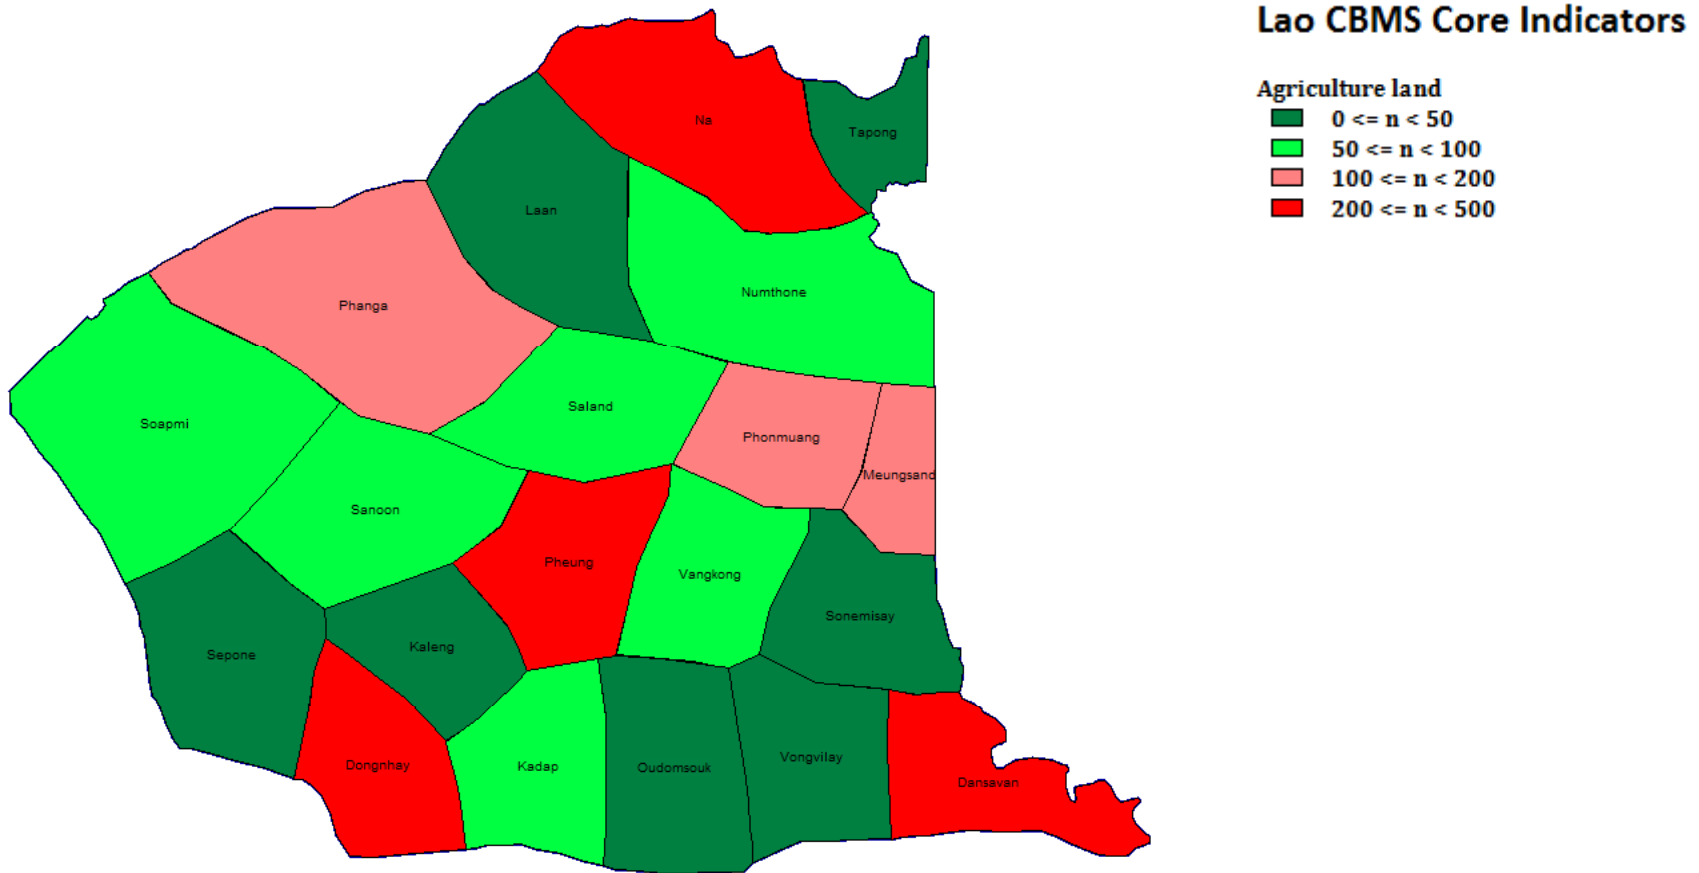 Lao CBMS Core Indicators
Agriculture land
0 <= n < 50
50 <= n < 100
100 <= n < 200
200 <= n < 500
Na
Tapong
Laan
Numthone
Phanga
Saland
Soapmi
Phonmuang
Meungsand
Sanoon
Pheung
Vangkong
Sonemisay
Kaleng
Sepone
Vongvilay
Dongnhay
Kadap
Oudomsouk
Dansavan